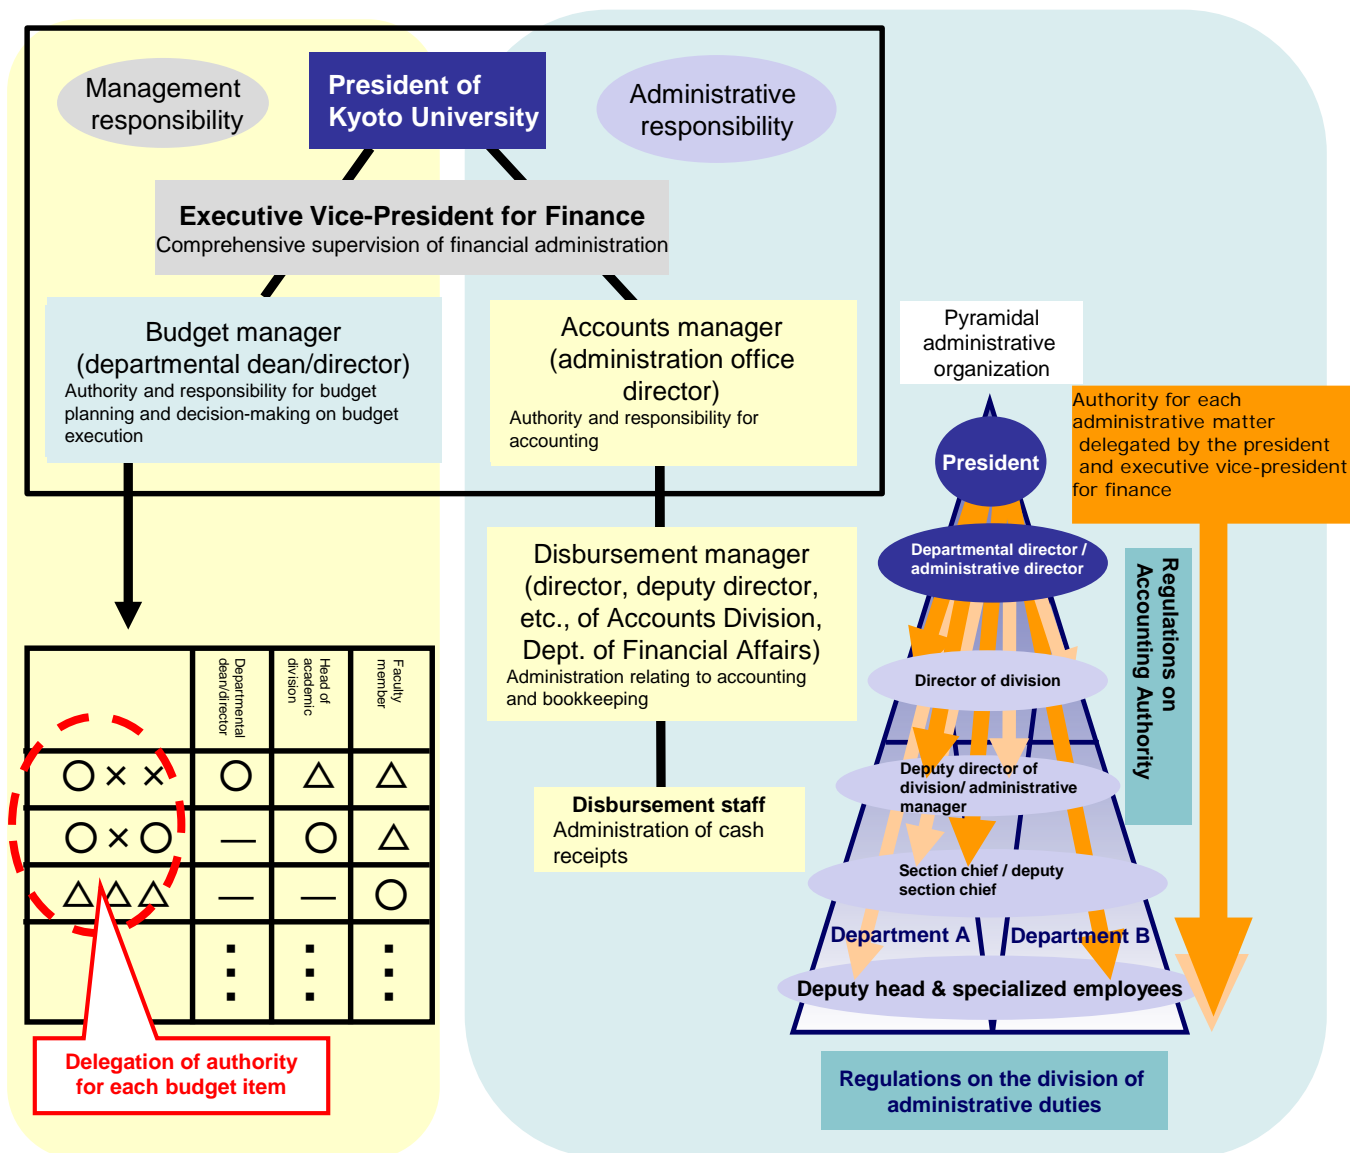 Management
responsibility
President of
Kyoto University
Administrative
responsibility
Executive Vice-President for Finance
Comprehensive supervision of financial administration
Budget manager
(departmental dean/director)
Authority and responsibility for budget
planning and decision-making on budget
execution
Accounts manager
(administration office
director)
Authority and responsibility for
accounting
Disbursement manager
(director, deputy director,
etc., of Accounts Division,
Dept. of Financial Affairs)
Administration relating to accounting
and bookkeeping
Disbursement staff
Administration of cash
receipts
Departmental
dean/director
Head of
academic
division
Faculty
member
○××
○
△
△
○×○
—
○
△
△△△
—
—
○
Delegation of authority
for each budget item
Pyramidal
administrative
organization
President
Departmental director /
administrative director
Director of division
Deputy director of
division/ administrative
manager
Section chief / deputy
section chief
Department A
Department B
Deputy head & specialized employees
Authority for each
administrative matter
delegated by the president
and executive vice-president
for finance
Regulations on
Accounting Authority
Regulations on the division of
administrative duties